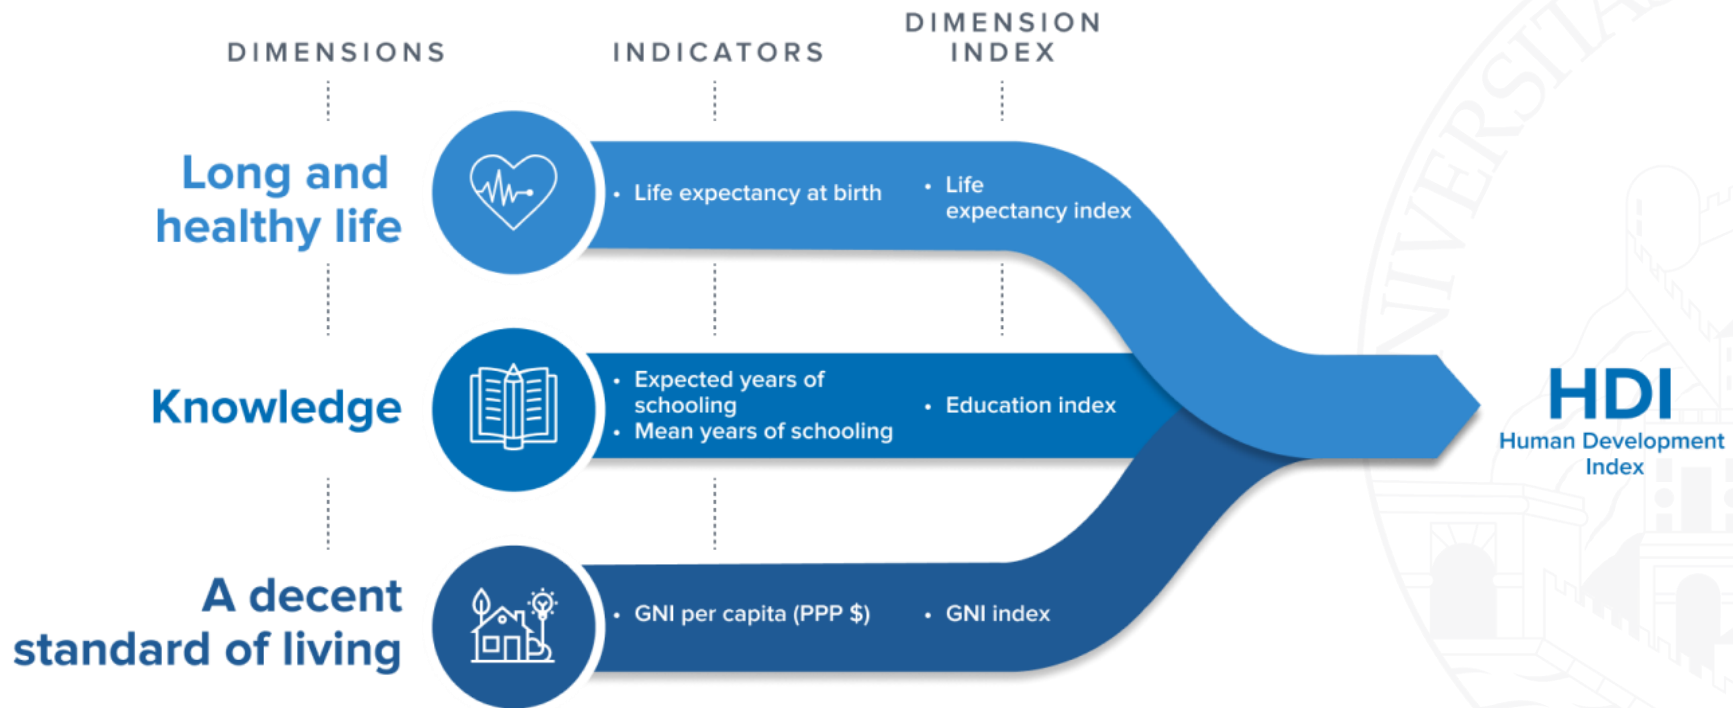 DIMENSIONS
INDICATORS
DIMENSION
INDEX
Long and
healthy life
• Life expectancy at birth
• Life
expectancy index
Knowledge
• Expected years of
schooling
• Mean years of schooling
• Education index
A decent
standard of living
• GNI per capita (PPP $)
• GNI index
HDI
Human Development
Index
NIVERSITA